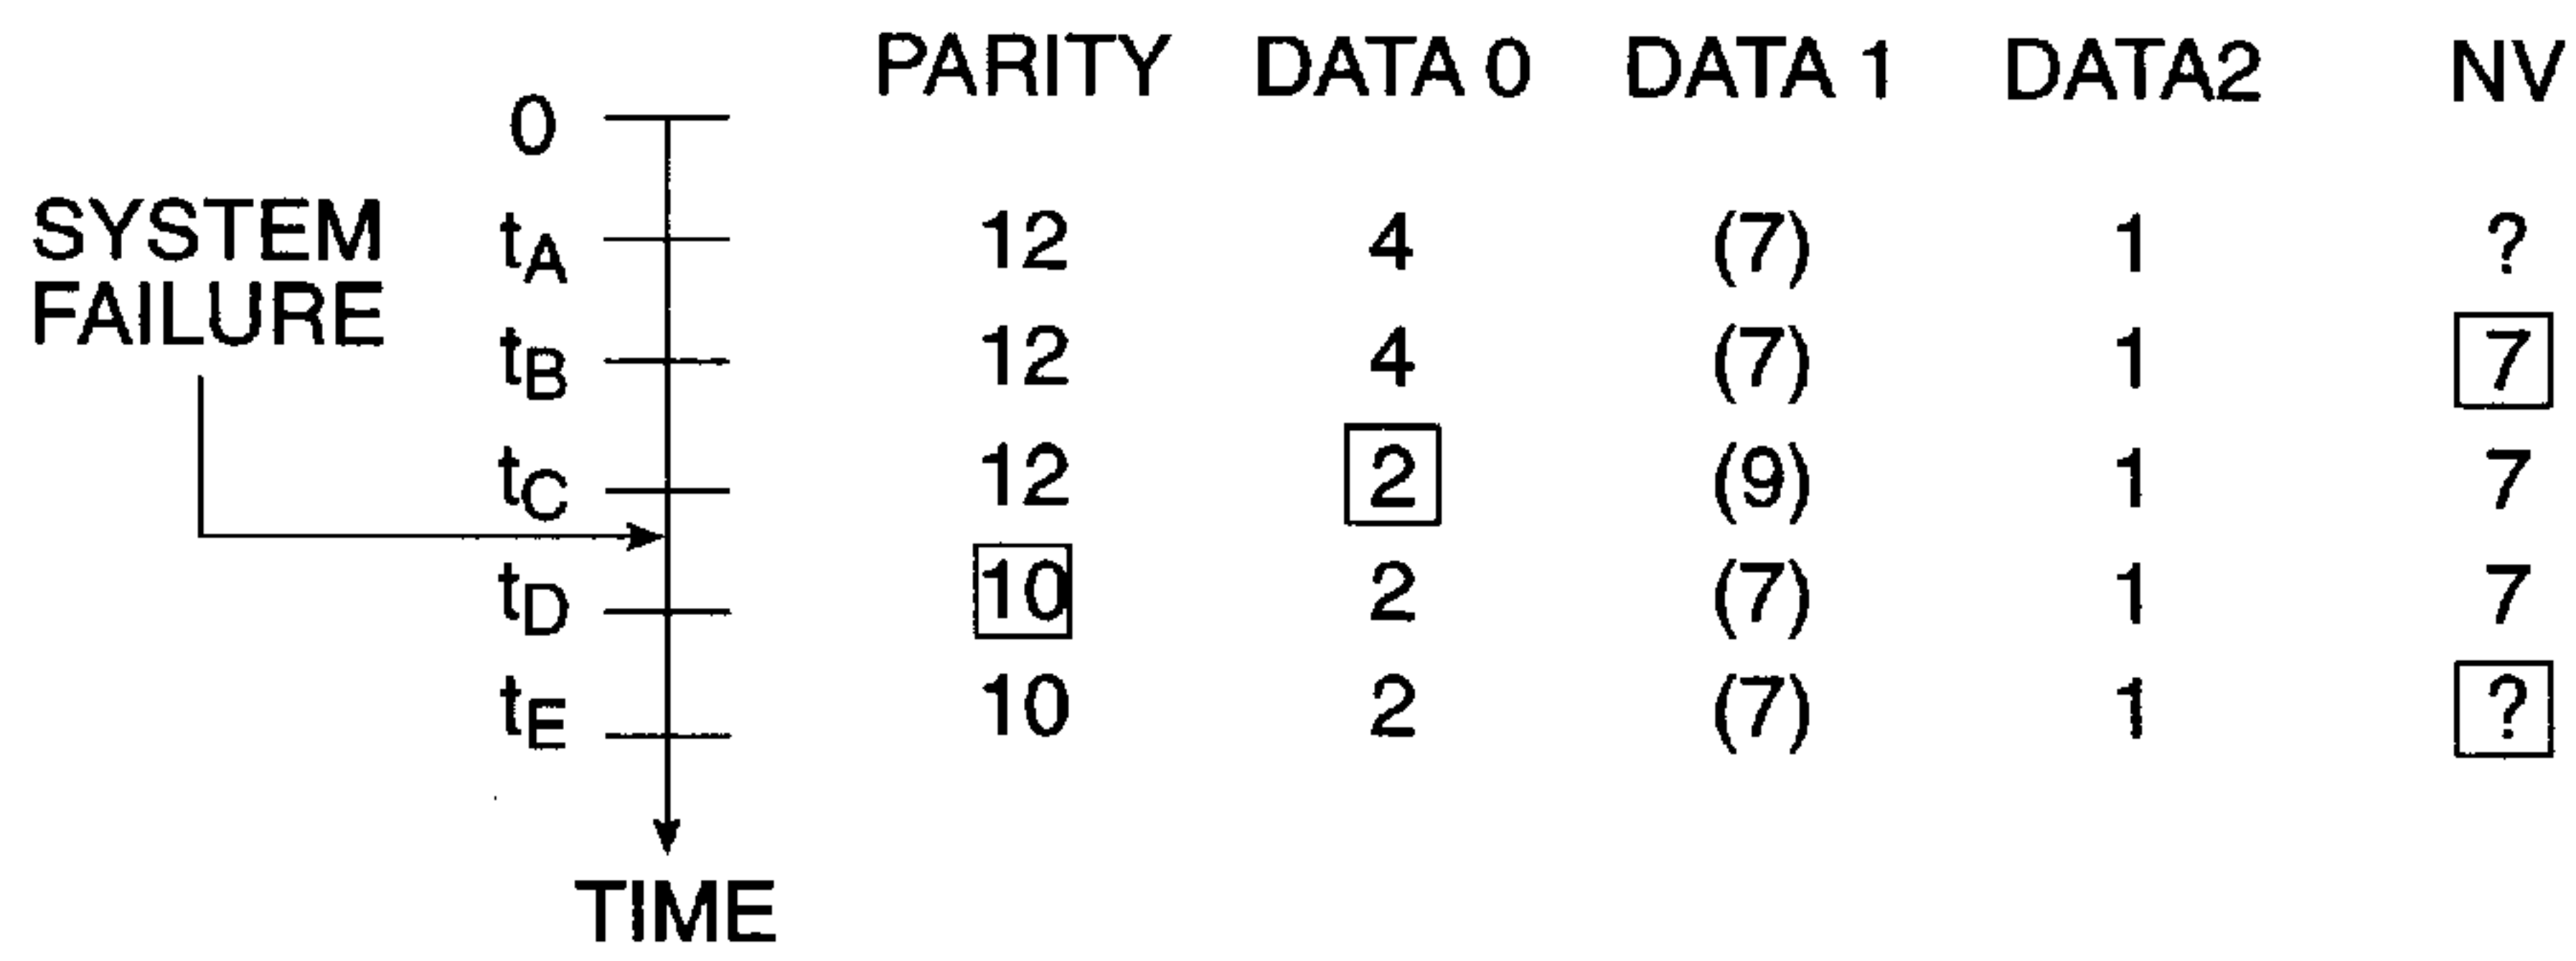 PARITY DATA 0 DATA 1 DATA2 NV
0
SYSTEM
FAILURE
tA 12 4 (7) 1 ?
tB 12 4 (7) 1 7
tC 12 2 (9) 1 7
tD 10 2 (7) 1 7
tE 10 2 (7) 1 ?
TIME